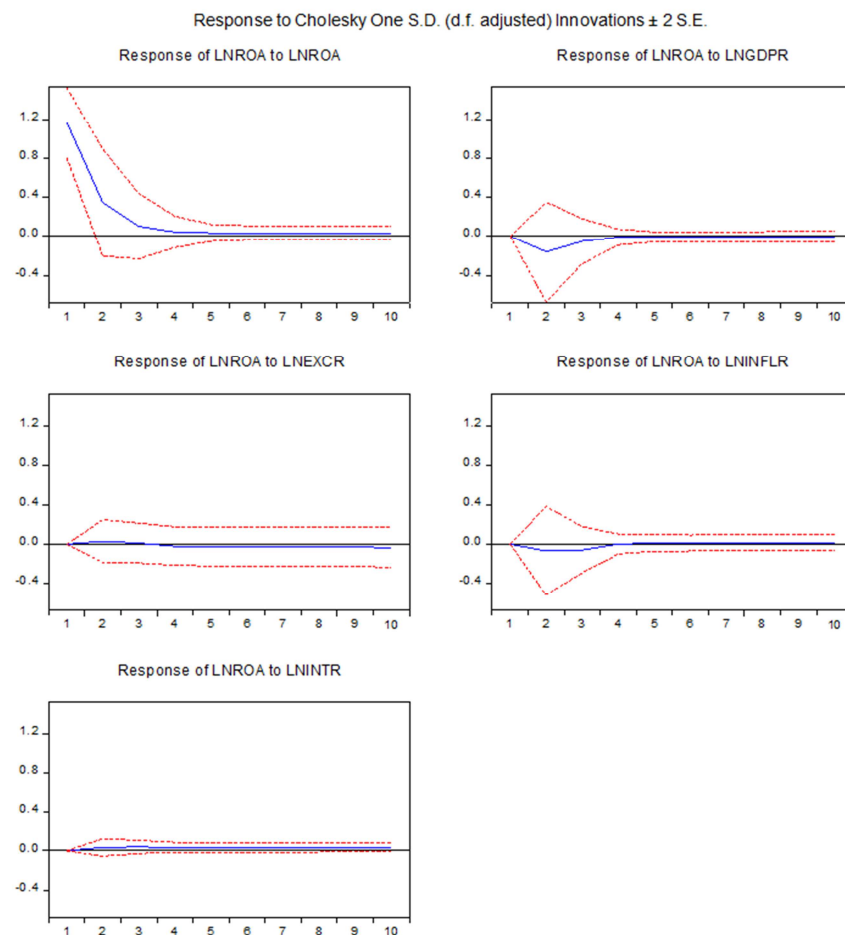 Response to Cholesky One S.D. (d.f. adjusted) Innovations ± 2 S.E.
Response of LNROA to LNROA
1.2
0.8
0.4
0.0
-0.4
1 2 3 4 5 6 7 8 9 10
Response of LNROA to LNGDPR
1.2
0.8
0.4
0.0
-0.4
1 2 3 4 5 6 7 8 9 10
Response of LNROA to LNEXCR
1.2
0.8
0.4
0.0
-0.4
1 2 3 4 5 6 7 8 9 10
Response of LNROA to LNINFLR
1.2
0.8
0.4
0.0
-0.4
1 2 3 4 5 6 7 8 9 10
Response of LNROA to LNINTR
1.2
0.8
0.4
0.0
-0.4
1 2 3 4 5 6 7 8 9 10